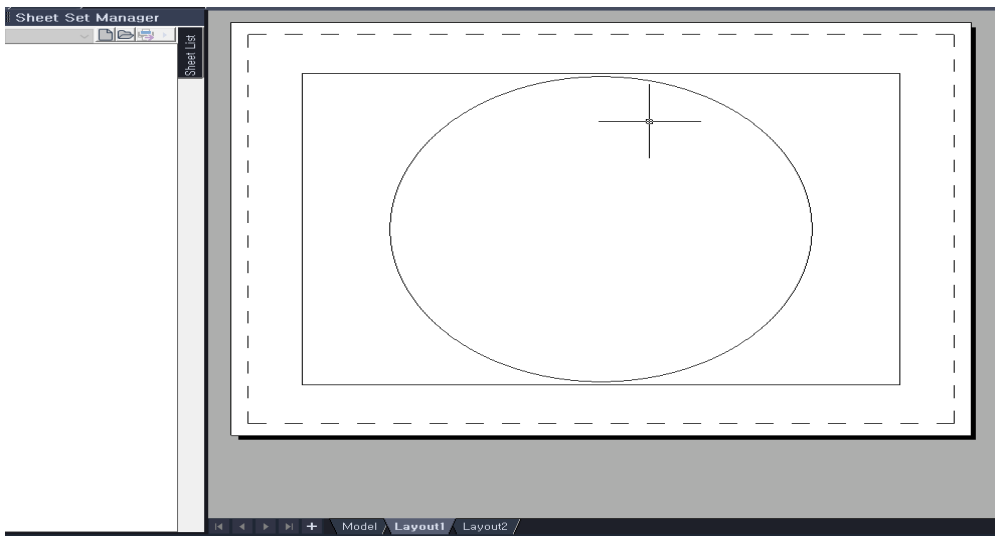 Sheet Set Manager
Sheet List
Model
Layout1
Layout2